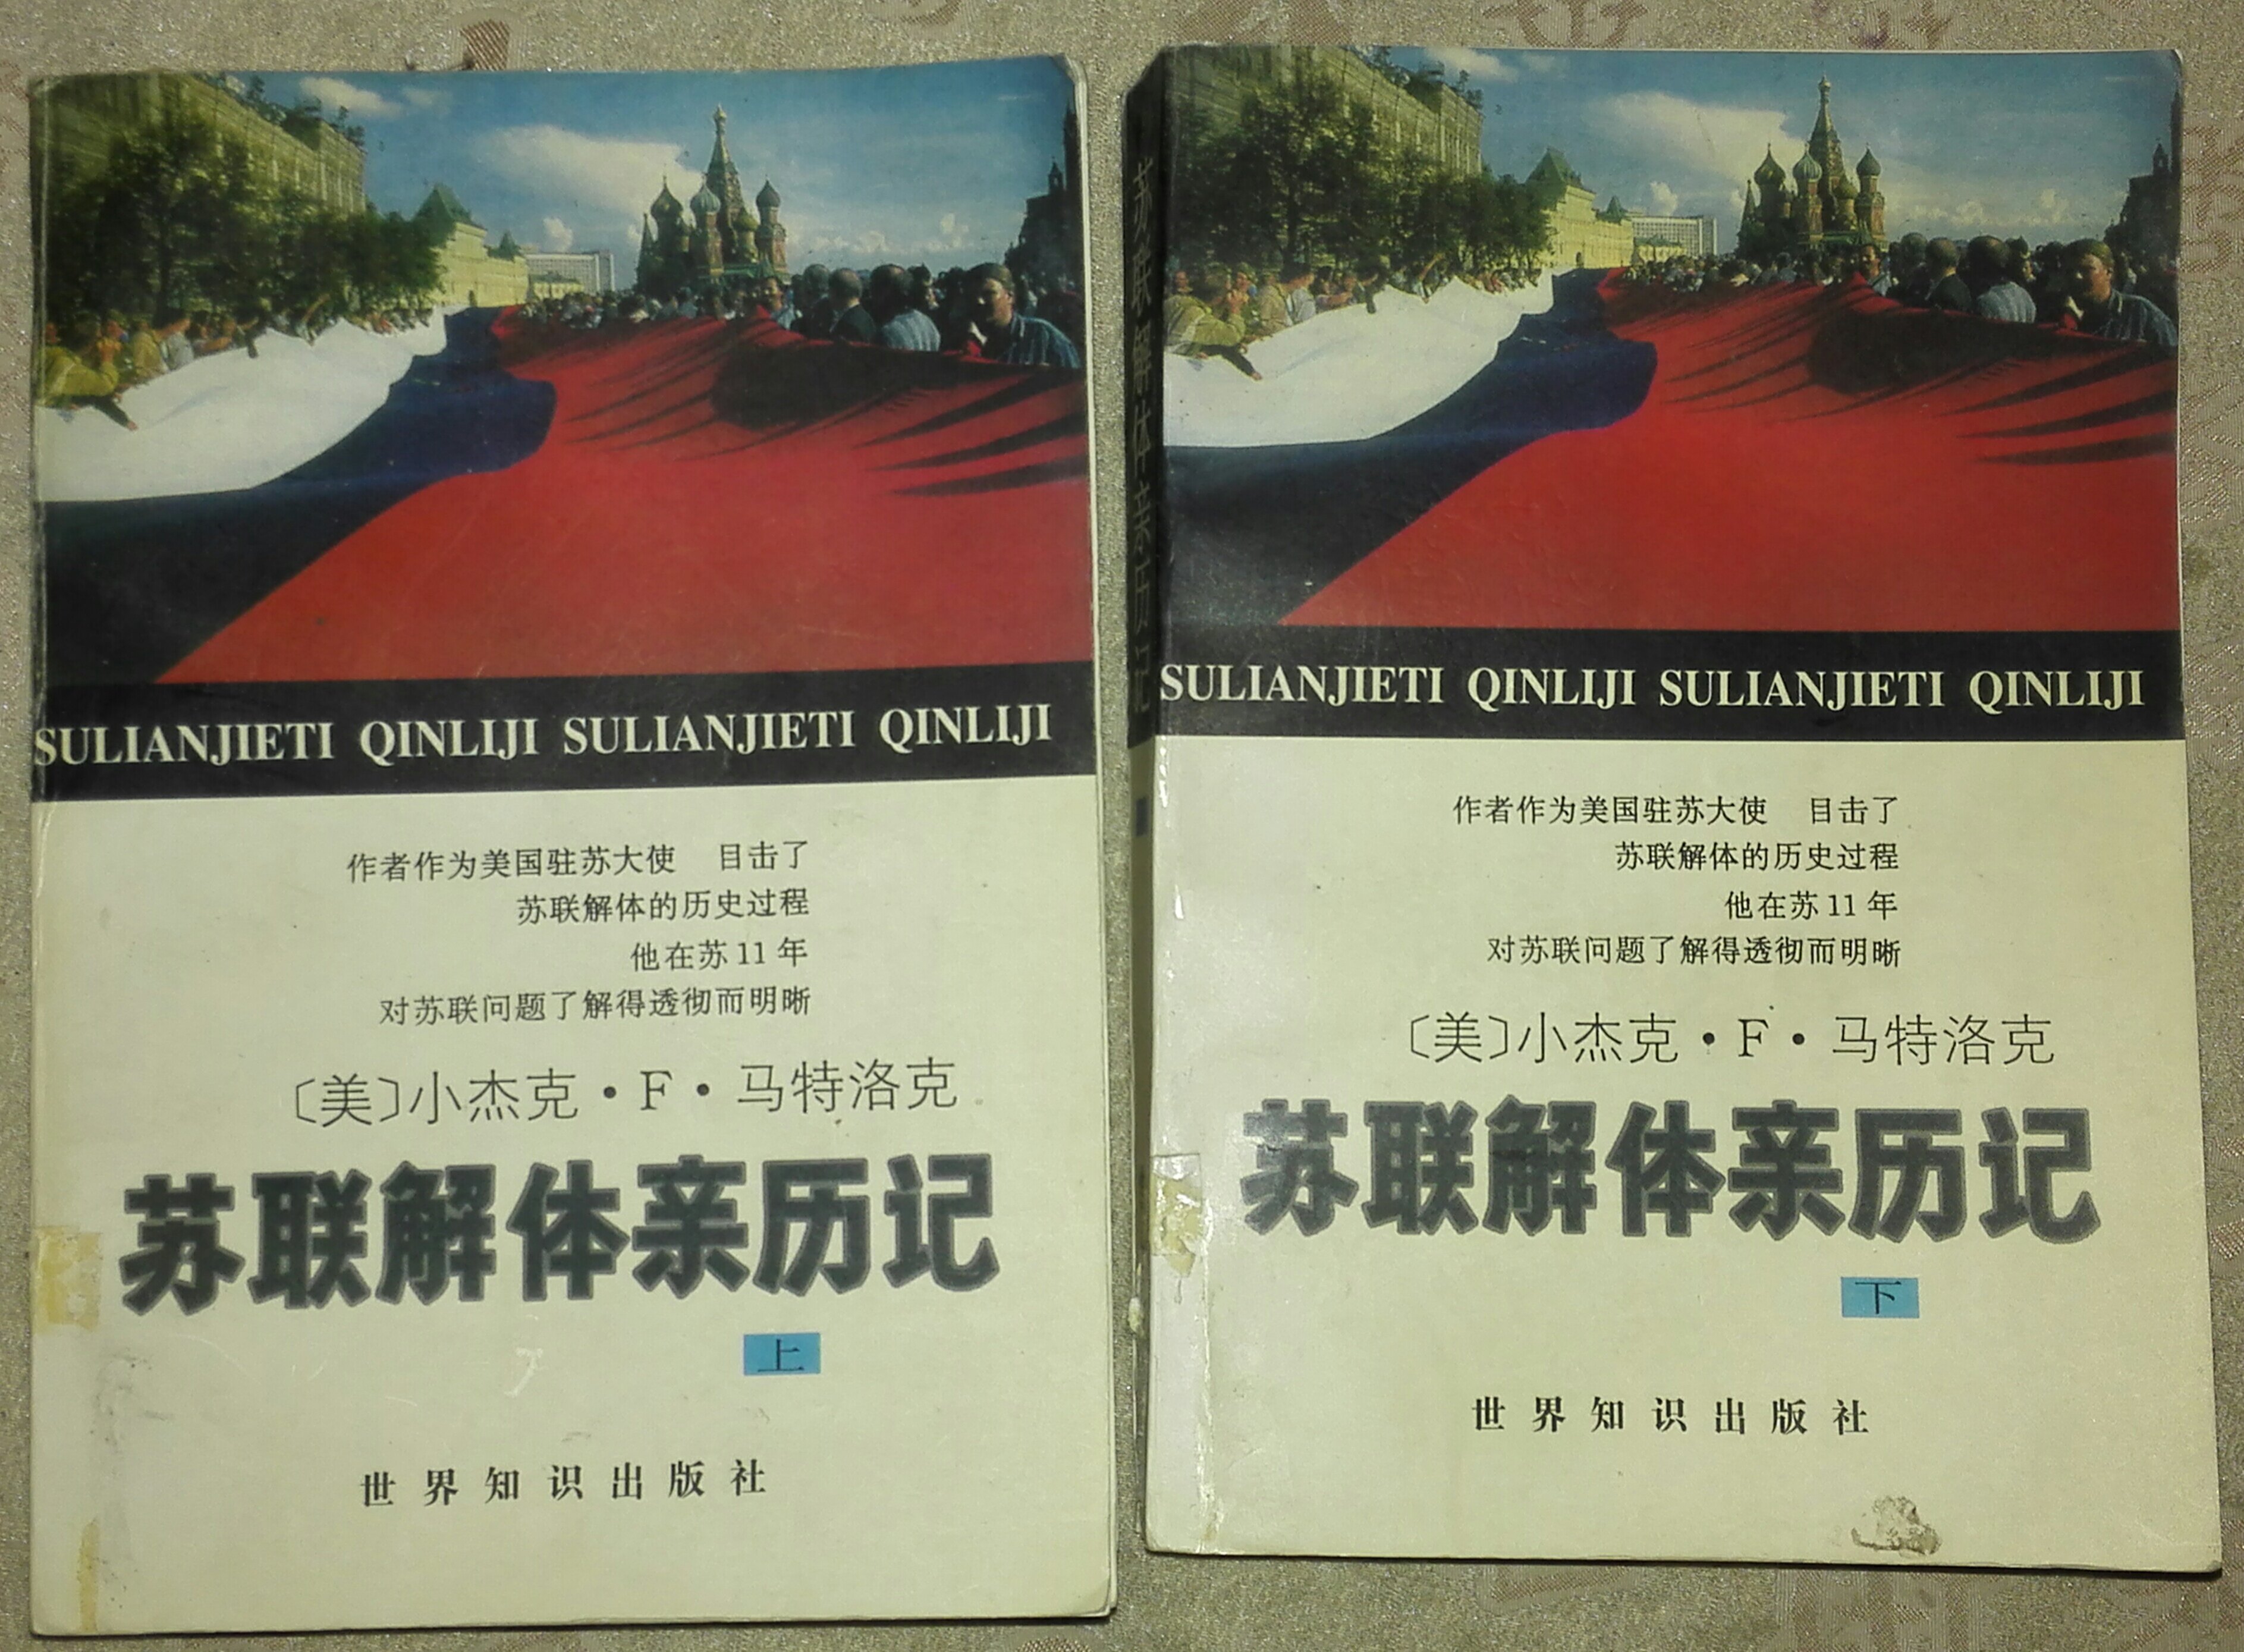 SULIANJIETI QINLIJI SULIANJIETI QINLIJI
作者作为美国驻苏大使 目击了
苏联解体的历史过程
他在苏11年
对苏联问题了解得透彻而明晰
〔美〕小杰克·F·马特洛克
苏联解体亲历记
上
世界知识出版社
苏联解体亲历记
SULIANJIETI QINLIJI SULIANJIETI QINLIJI
作者作为美国驻苏大使 目击了
苏联解体的历史过程
他在苏11年
对苏联问题了解得透彻而明晰
〔美〕小杰克·F·马特洛克
苏联解体亲历记
下
世界知识出版社